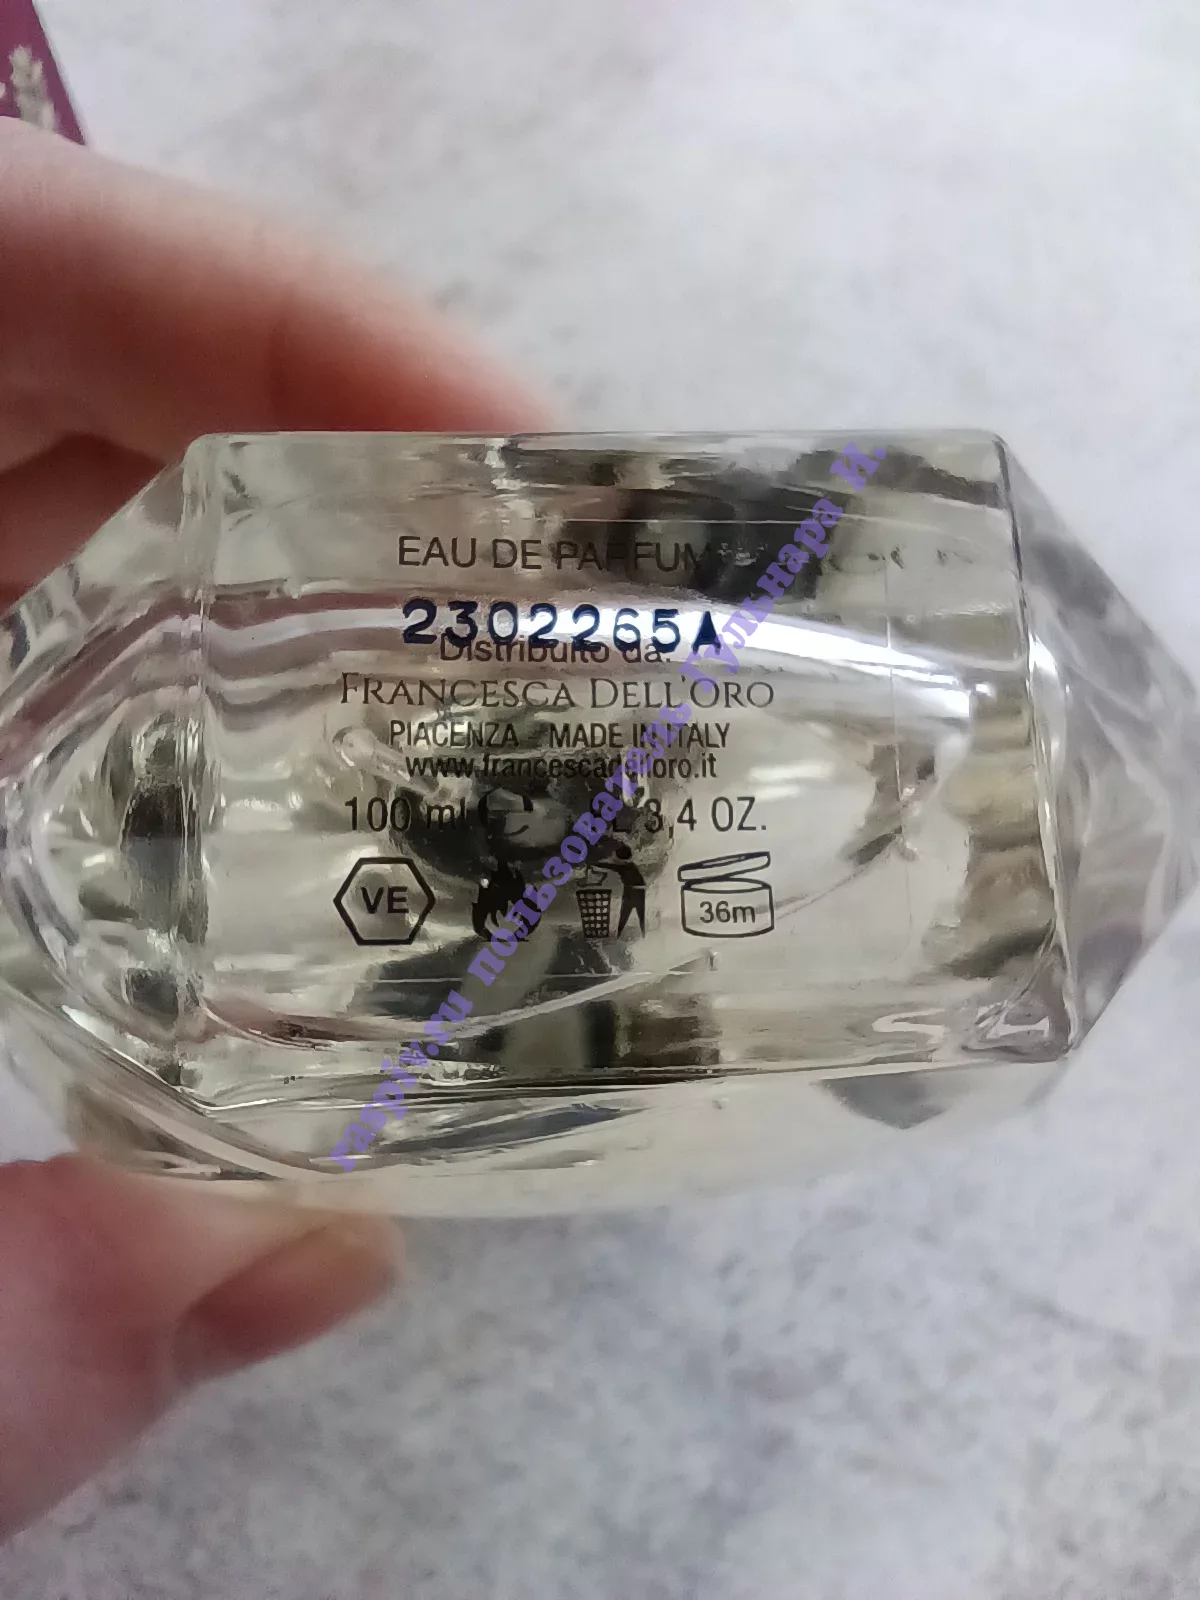 EAU DE PARFUM
2302265A
Distribuito da:
FRANCESCA DELL'ORO
PIACENZA - MADE IN ITALY
www.francescadelloro.it
100 ml ℮ 3,4 OZ.
VE
36m
raspiv.ru пользователь Гульнара И.